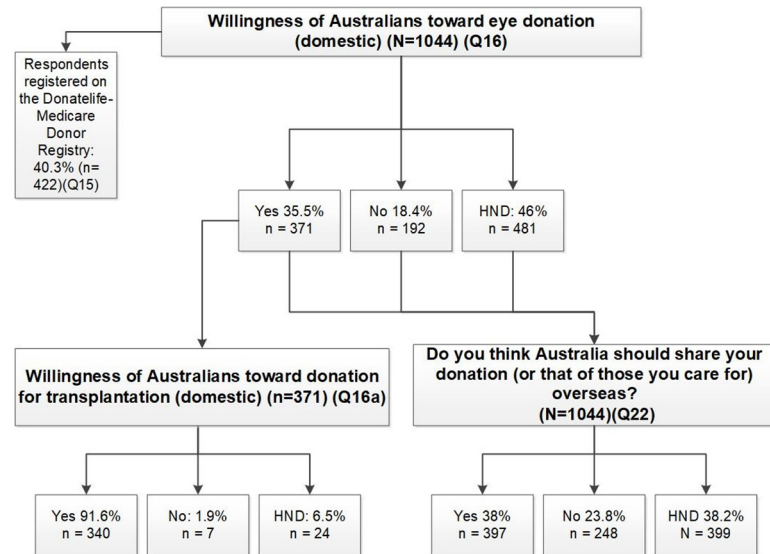 Willingness of Australians toward eye donation
(domestic) (N=1044) (Q16)
Respondents
registered on
the Donatelife-
Medicare
Donor
Registry:
40.3% (n=
422)(Q15)
Yes 35.5%
n = 371
No 18.4%
n = 192
HND: 46%
n = 481
Willingness of Australians toward donation
for transplantation (domestic) (n=371) (Q16a)
Do you think Australia should share your
donation (or that of those you care for)
overseas?
(N=1044)(Q22)
Yes 91.6%
n = 340
No: 1.9%
n = 7
HND: 6.5%
n = 24
Yes 38%
n = 397
No 23.8%
n = 248
HND 38.2%
N = 399